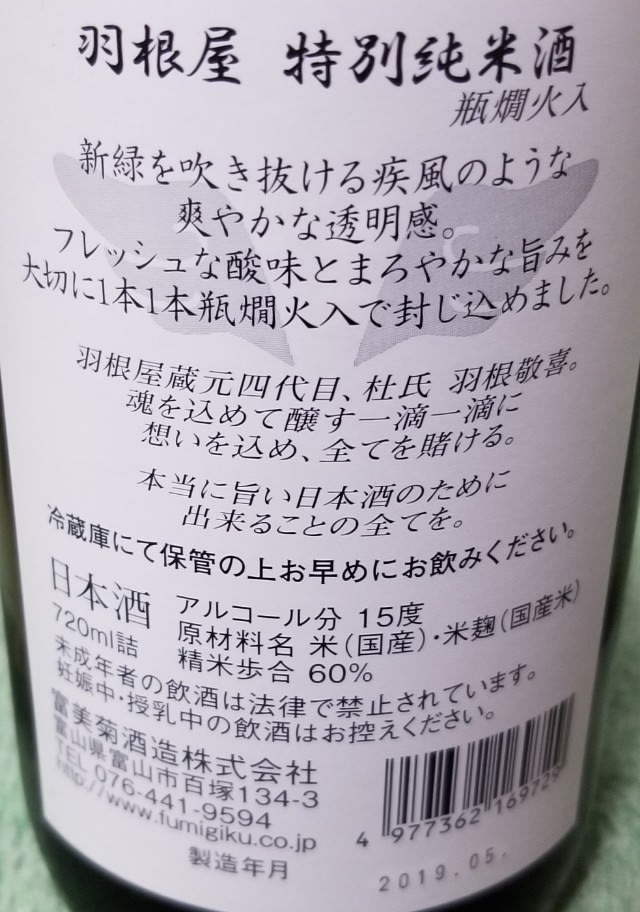 羽根屋 特別純米酒
瓶燗火入
新緑を吹き抜ける疾風のような
爽やかな透明感。
フレッシュな酸味とまろやかな旨みを
大切に1本1本瓶燗火入で封じ込めました。
羽根屋蔵元四代目、杜氏 羽根敬喜。
魂を込めて醸す一滴一滴に
想いを込め、全てを賭ける。
本当に旨い日本酒のために
出来ることの全てを。
冷蔵庫にて保管の上お早めにお飲みください。
日本酒 アルコール分 15度
720ml詰 原材料名 米(国産)・米麹(国産米)
精米歩合 60%
未成年者の飲酒は法律で禁止されています。
妊娠中・授乳中の飲酒はお控えください。
富美菊酒造株式会社
富山県富山市百塚134-3
TEL 076-441-9594
http://www.fumigiku.co.jp
4 977362 169729
製造年月 2019.05.